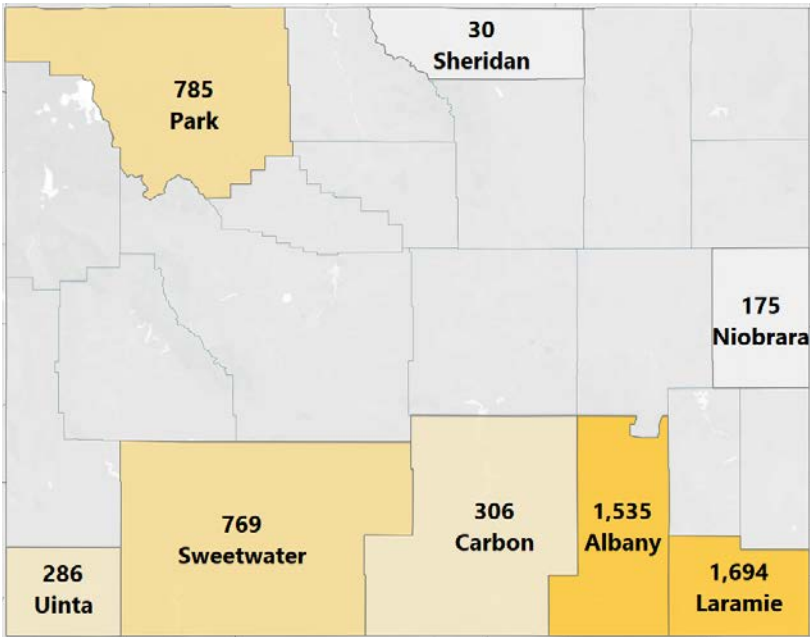 30
Sheridan
785
Park
175
Niobrara
769
Sweetwater
306
Carbon
1,535
Albany
286
Uinta
1,694
Laramie